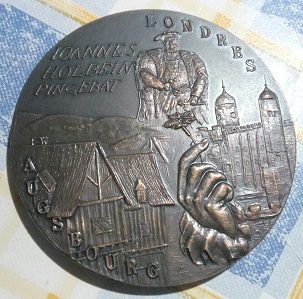 LONDRES
IOANNES
HOLBEIN
PINGEBAT
AUGSBOURG